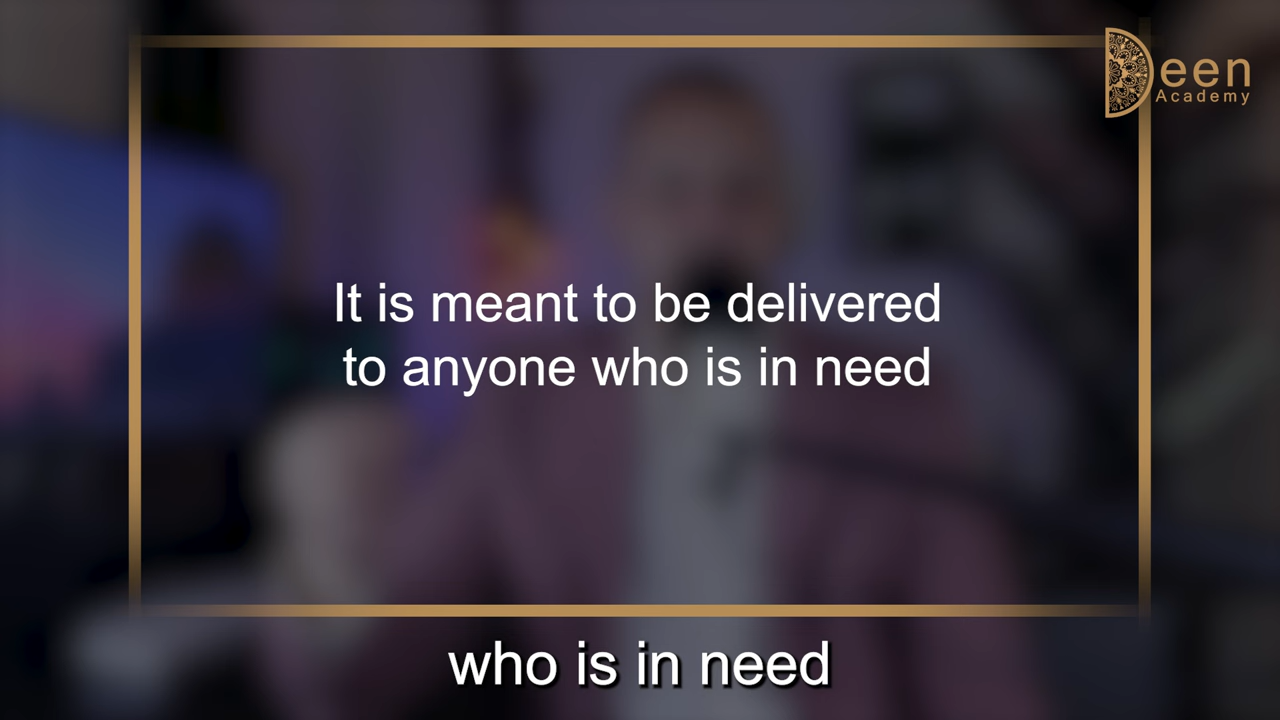 Deen
Academy
It is meant to be delivered
to anyone who is in need
who is in need